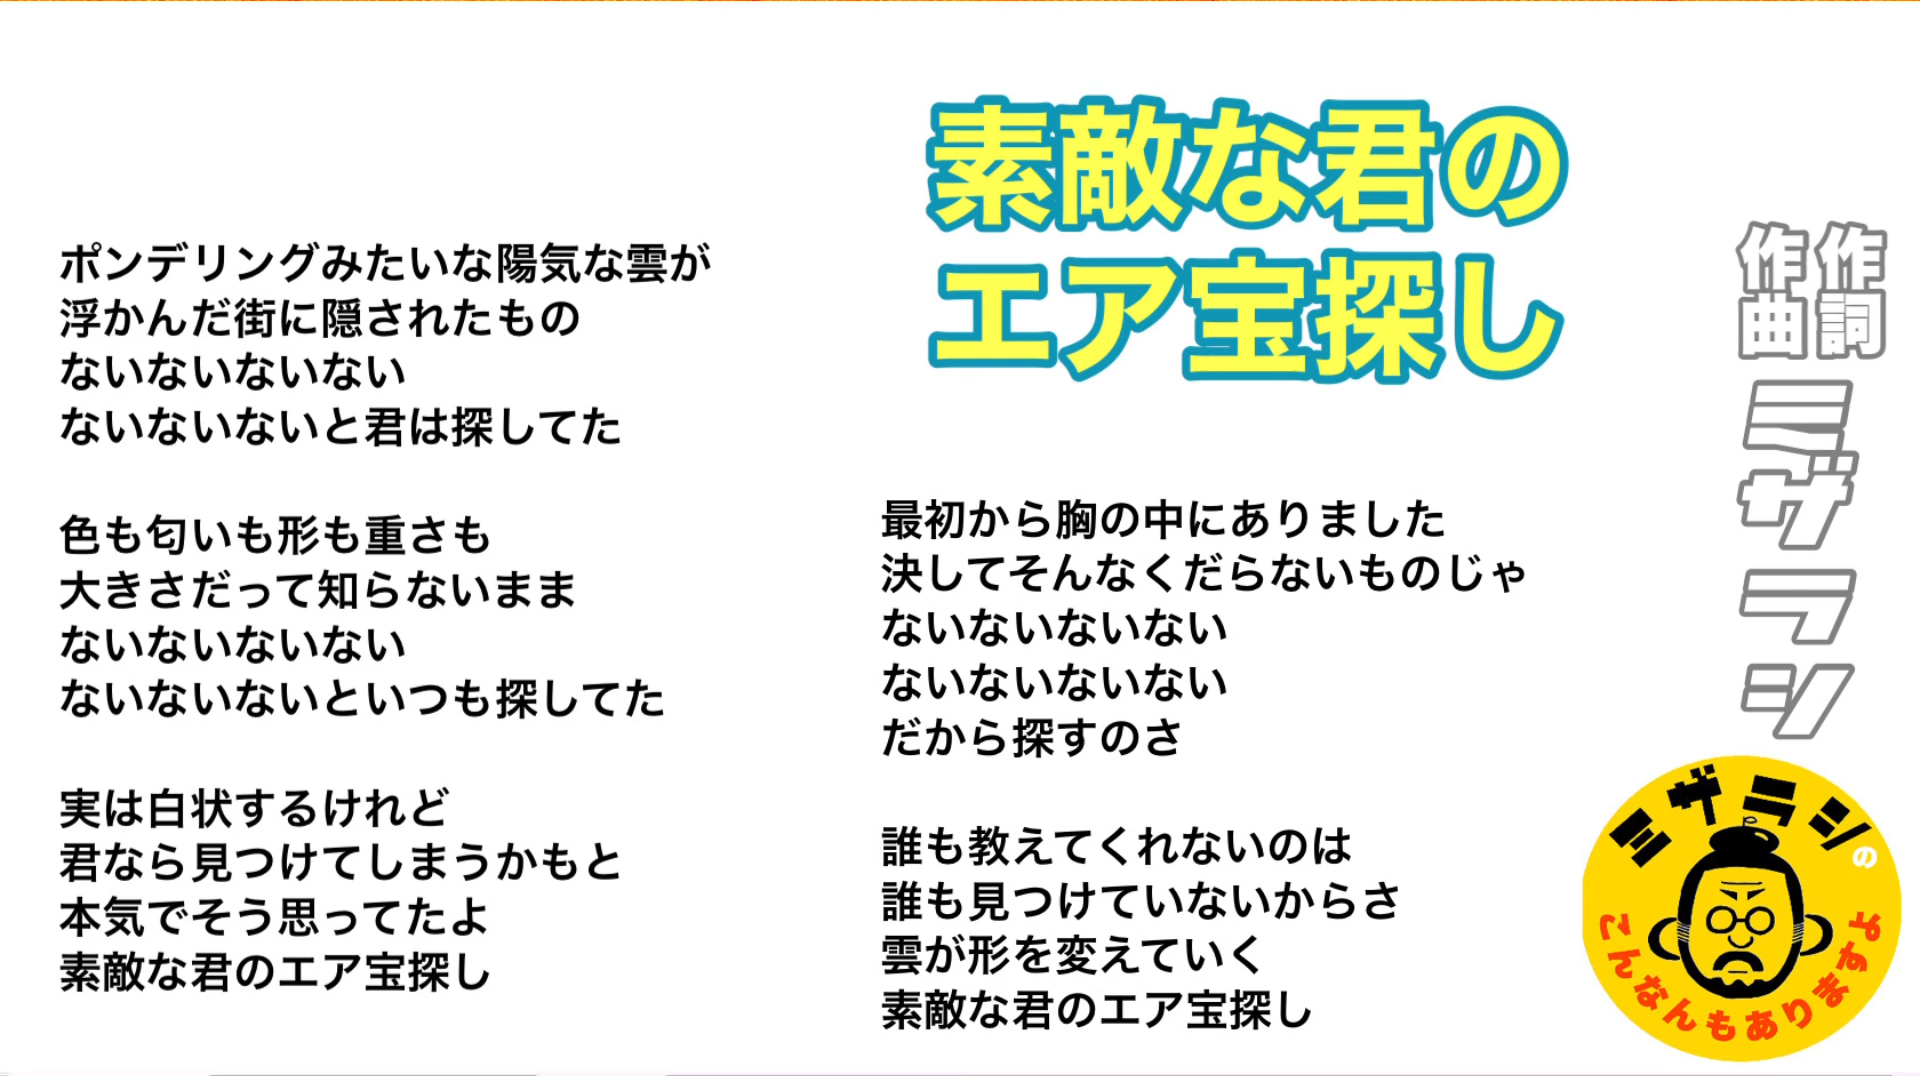 素敵な君の
エア宝探し
作詞
作曲
ミザラシ
ポンデリングみたいな陽気な雲が
浮かんだ街に隠されたもの
ないないないない
ないないないと君は探してた
色も匂いも形も重さも
大きさだって知らないまま
ないないないない
ないないないといつも探してた
実は白状するけれど
君なら見つけてしまうかもと
本気でそう思ってたよ
素敵な君のエア宝探し
最初から胸の中にありました
決してそんなくだらないものじゃ
ないないないない
ないないないない
だから探すのさ
誰も教えてくれないのは
誰も見つけていないからさ
雲が形を変えていく
素敵な君のエア宝探し
ミザラシの
こんなんもありますよ